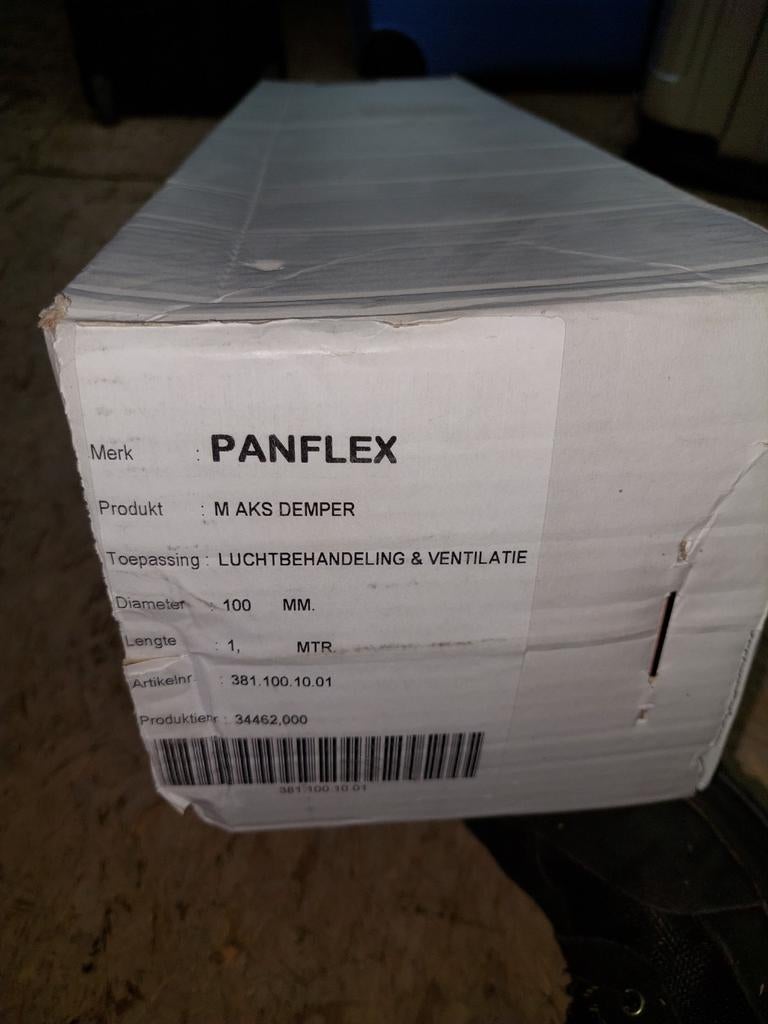 Merk : PANFLEX
Produkt : M AKS DEMPER
Toepassing : LUCHTBEHANDELING & VENTILATIE
Diameter : 100 MM.
Lengte : 1, MTR.
Artikelnr. : 381.100.10.01
Produktienr : 34462,000
381.100.10.01